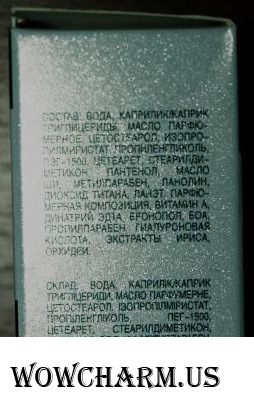 СОСТАВ: ВОДА, КАПРИЛИК/КАПРИК
ТРИГЛИЦЕРИДЫ, МАСЛО ПАРФЮ-
МЕРНОЕ, ЦЕТОСТЕАРОЛ, ИЗОПРО-
ПИЛМИРИСТАТ, ПРОПИЛЕНГЛИКОЛЬ,
ПЭГ-1500, ЦЕТЕАРЕТ, СТЕАРИЛДИ-
МЕТИКОН, ПАНТЕНОЛ, МАСЛО
ШИ, МЕТИЛПАРАБЕН, ЛАНОЛИН,
ДИОКСИД ТИТАНА, ЛАНЭТ, ПАРФЮ-
МЕРНАЯ КОМПОЗИЦИЯ, ВИТАМИН А,
ДИНАТРИЙ ЭДТА, БРОНОПОЛ, БОА,
ПРОПИЛПАРАБЕН, ГИАЛУРОНОВАЯ
КИСЛОТА, ЭКСТРАКТЫ ИРИСА,
ОРХИДЕИ.
СКЛАД: ВОДА, КАПРИЛІК/КАПРИК
ТРИГЛІЦЕРИДИ, МАСЛО ПАРФУМЕРНЕ,
ЦЕТОСТЕАРОЛ, ІЗОПРОПІЛМІРИСТАТ,
ПРОПІЛЕНГЛІКОЛЬ, ПЕГ-1500,
ЦЕТЕАРЕТ, СТЕАРИЛДИМЕТИКОН,
WOWCHARM.US